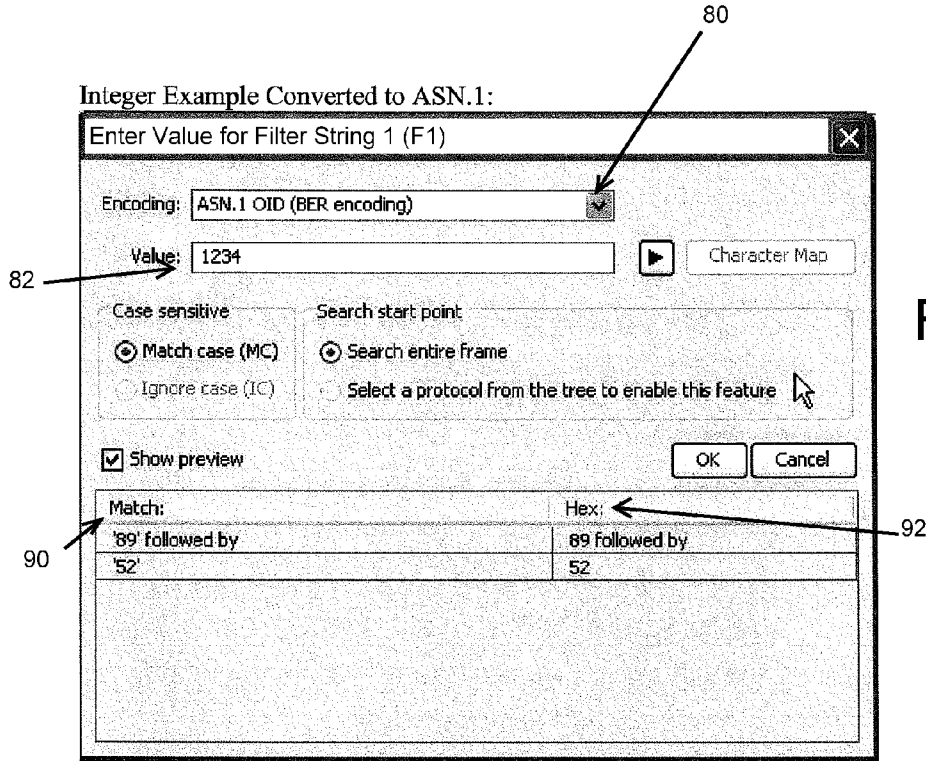 80
Integer Example Converted to ASN.1:
Enter Value for Filter String 1 (F1)
Encoding: ASN.1 OID (BER encoding)
Value: 1234 Character Map
82
Case sensitive Search start point
Match case (MC) Search entire frame
Ignore case (IC) Select a protocol from the tree to enable this feature
Show preview OK Cancel
Match: Hex:
92
90
'89' followed by 89 followed by
'52' 52